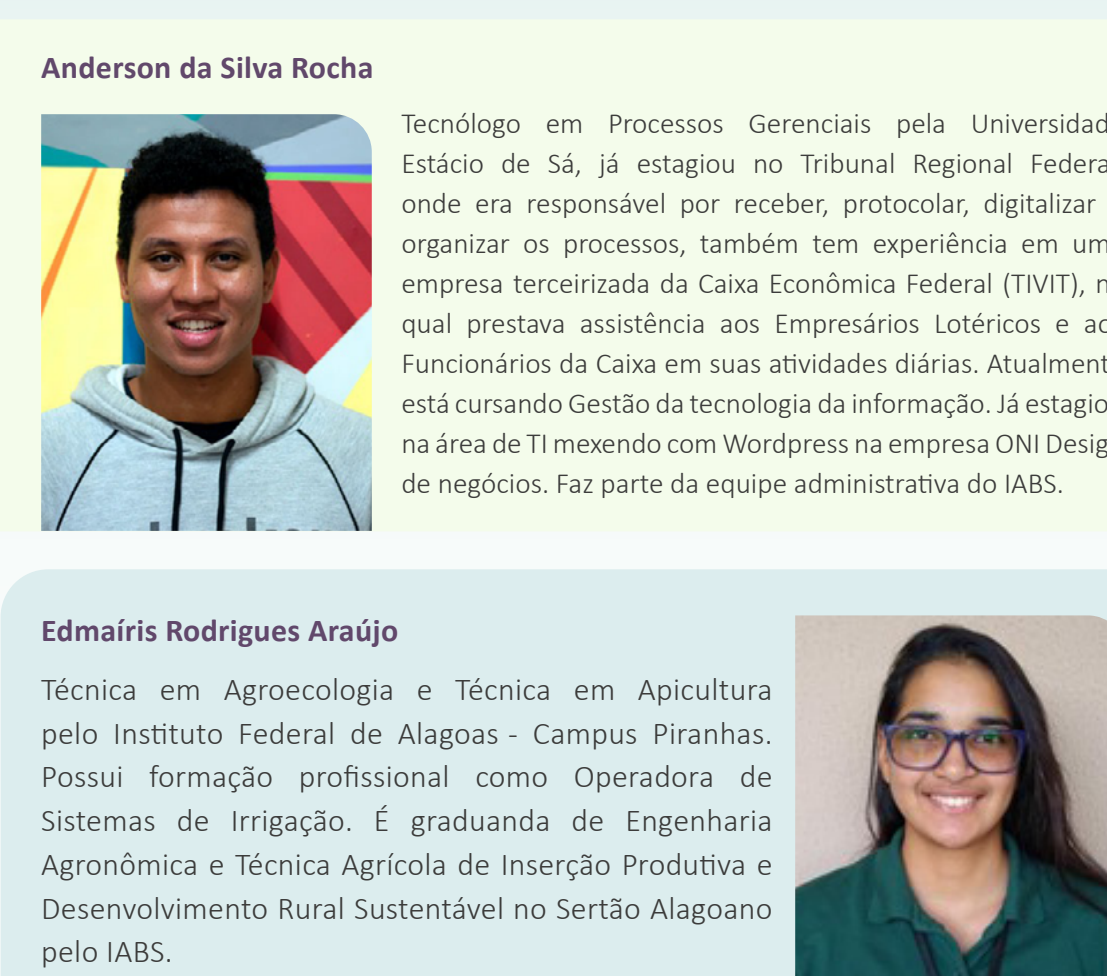 Anderson da Silva Rocha
Tecnólogo em Processos Gerenciais pela Universidad
Estácio de Sá, já estagiou no Tribunal Regional Federa
onde era responsável por receber, protocolar, digitalizar
organizar os processos, também tem experiência em um
empresa terceirizada da Caixa Econômica Federal (TIVIT), n
qual prestava assistência aos Empresários Lotéricos e ao
Funcionários da Caixa em suas atividades diárias. Atualment
está cursando Gestão da tecnologia da informação. Já estagio
na área de TI mexendo com Wordpress na empresa ONI Desig
de negócios. Faz parte da equipe administrativa do IABS.
Edmaíris Rodrigues Araújo
Técnica em Agroecologia e Técnica em Apicultura
pelo Instituto Federal de Alagoas - Campus Piranhas.
Possui formação profissional como Operadora de
Sistemas de Irrigação. É graduanda de Engenharia
Agronômica e Técnica Agrícola de Inserção Produtiva e
Desenvolvimento Rural Sustentável no Sertão Alagoano
pelo IABS.